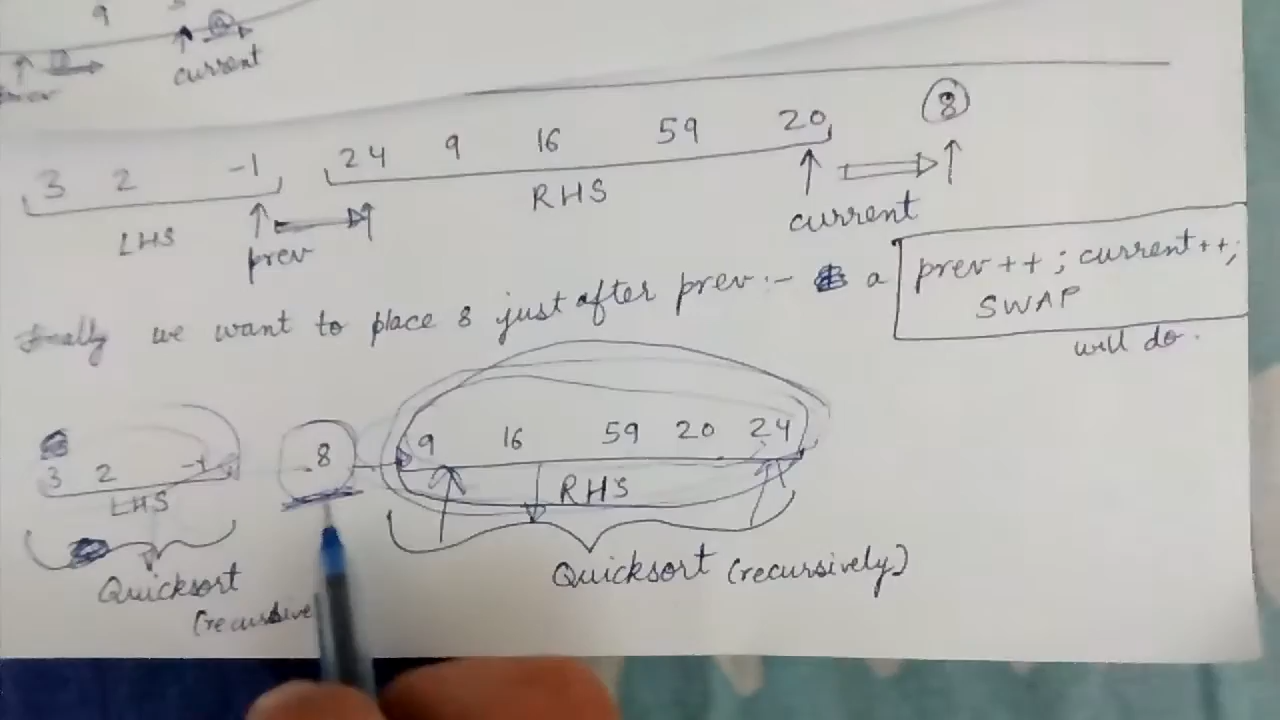 9
current
3 2 -1 24 9 16 59 20 8
LHS RHS
prev current
finally we want to place 8 just after prev :- a prev++ ; current++;
SWAP
will do.
3 2 -1 8 9 16 59 20 24
LHS RHS
Quicksort Quicksort (recursively)